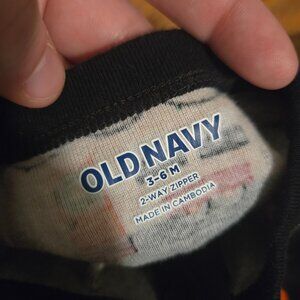 OLD NAVY
3-6 M
2-WAY ZIPPER
MADE IN CAMBODIA